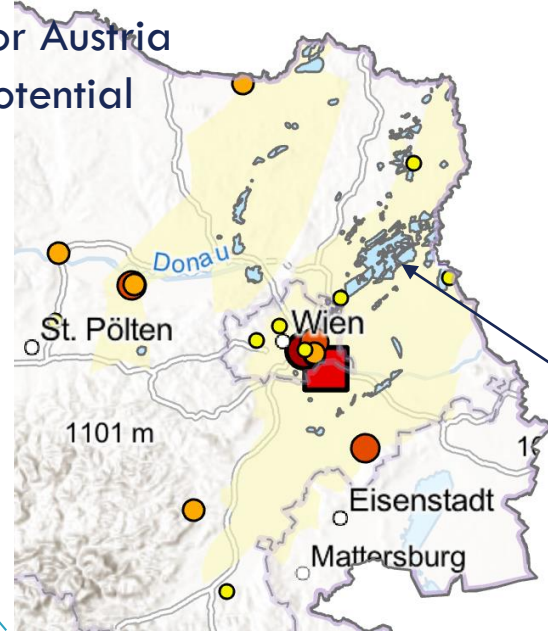 or Austria
otential
Donau
Wien
St. Pölten
1101 m
Eisenstadt
Mattersburg